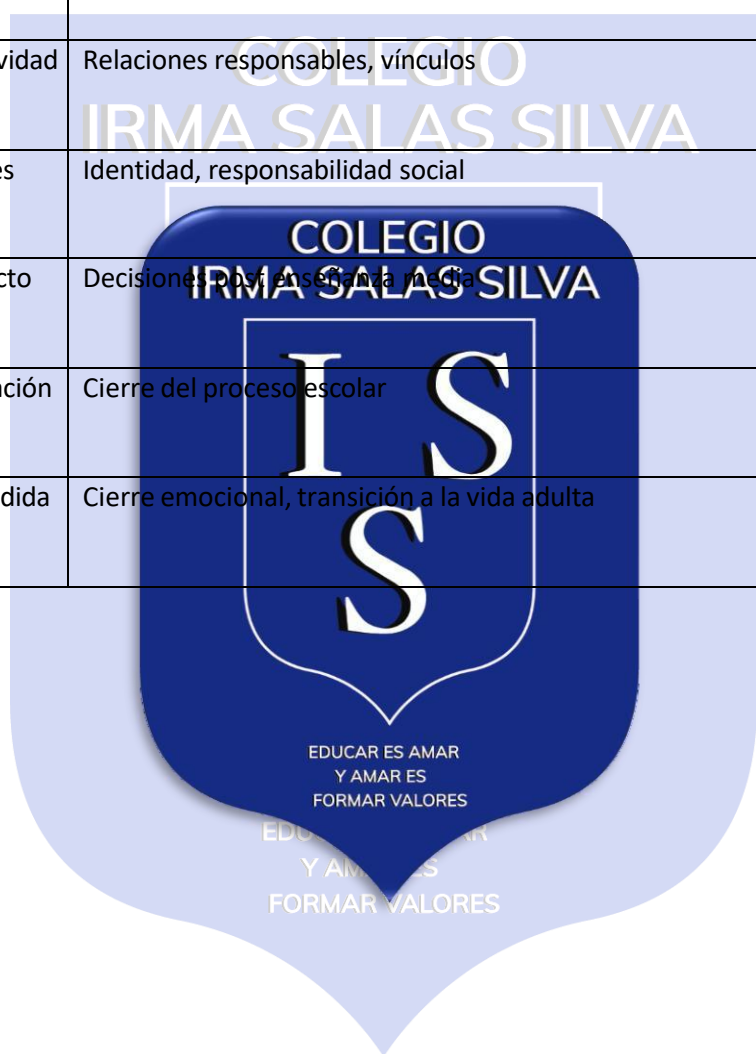 COLEGIO
IRMA SALAS SILVA
vidad Relaciones responsables, vínculos
es Identidad, responsabilidad social
COLEGIO
IRMA SALAS SILVA
cto Decisiones post enseñanza media
I S
S
ación Cierre del proceso escolar
dida Cierre emocional, transición a la vida adulta
EDUCAR ES AMAR
Y AMAR ES
FORMAR VALORES
FORMAR VALORES